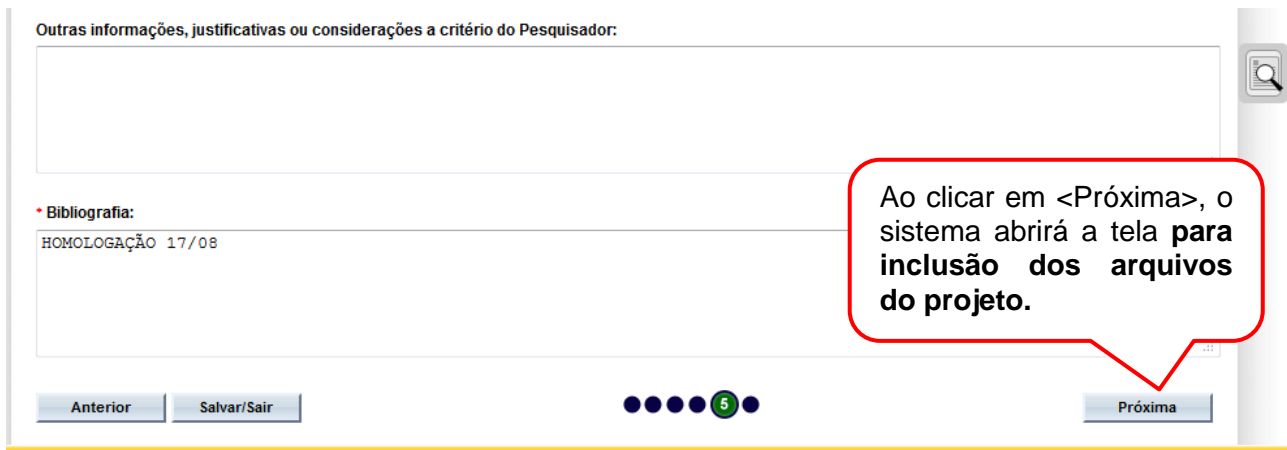 Outras informações, justificativas ou considerações a critério do Pesquisador:
* Bibliografia:
HOMOLOGAÇÃO 17/08
Ao clicar em <Próxima>, o
sistema abrirá a tela para
inclusão dos arquivos
do projeto.
Anterior
Salvar/Sair
5
Próxima